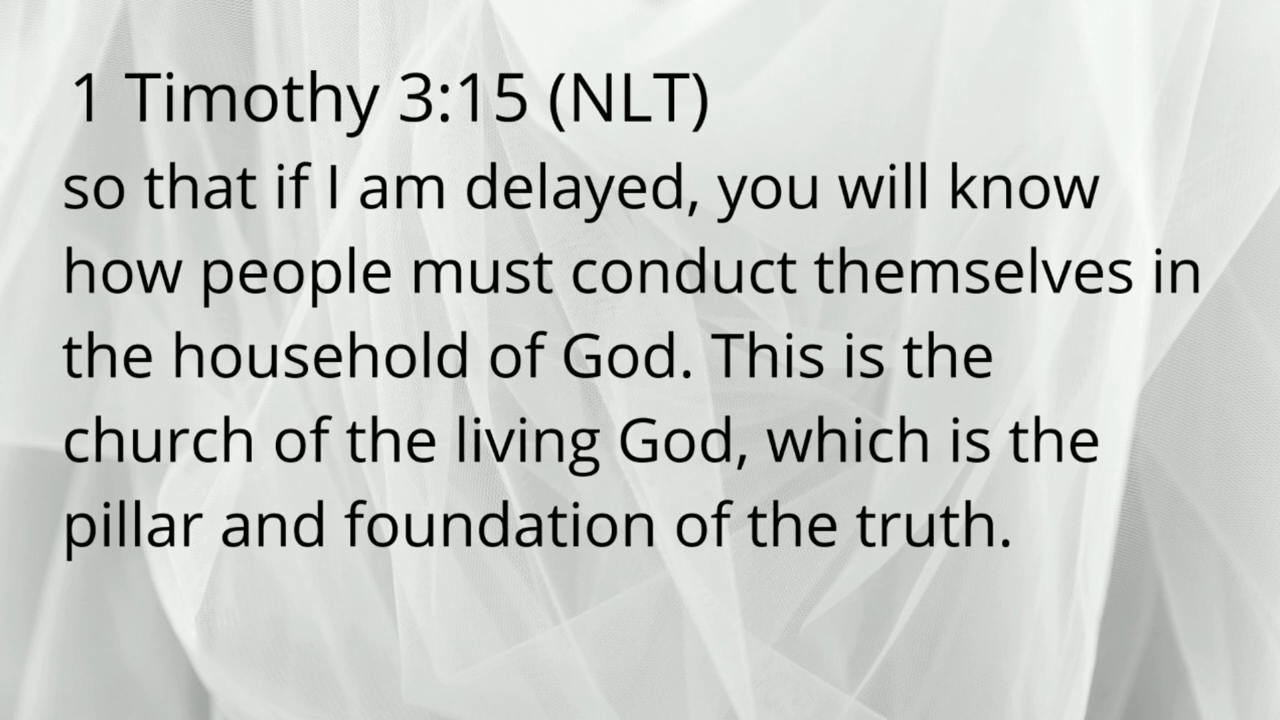 1 Timothy 3:15 (NLT)
so that if I am delayed, you will know
how people must conduct themselves in
the household of God. This is the
church of the living God, which is the
pillar and foundation of the truth.